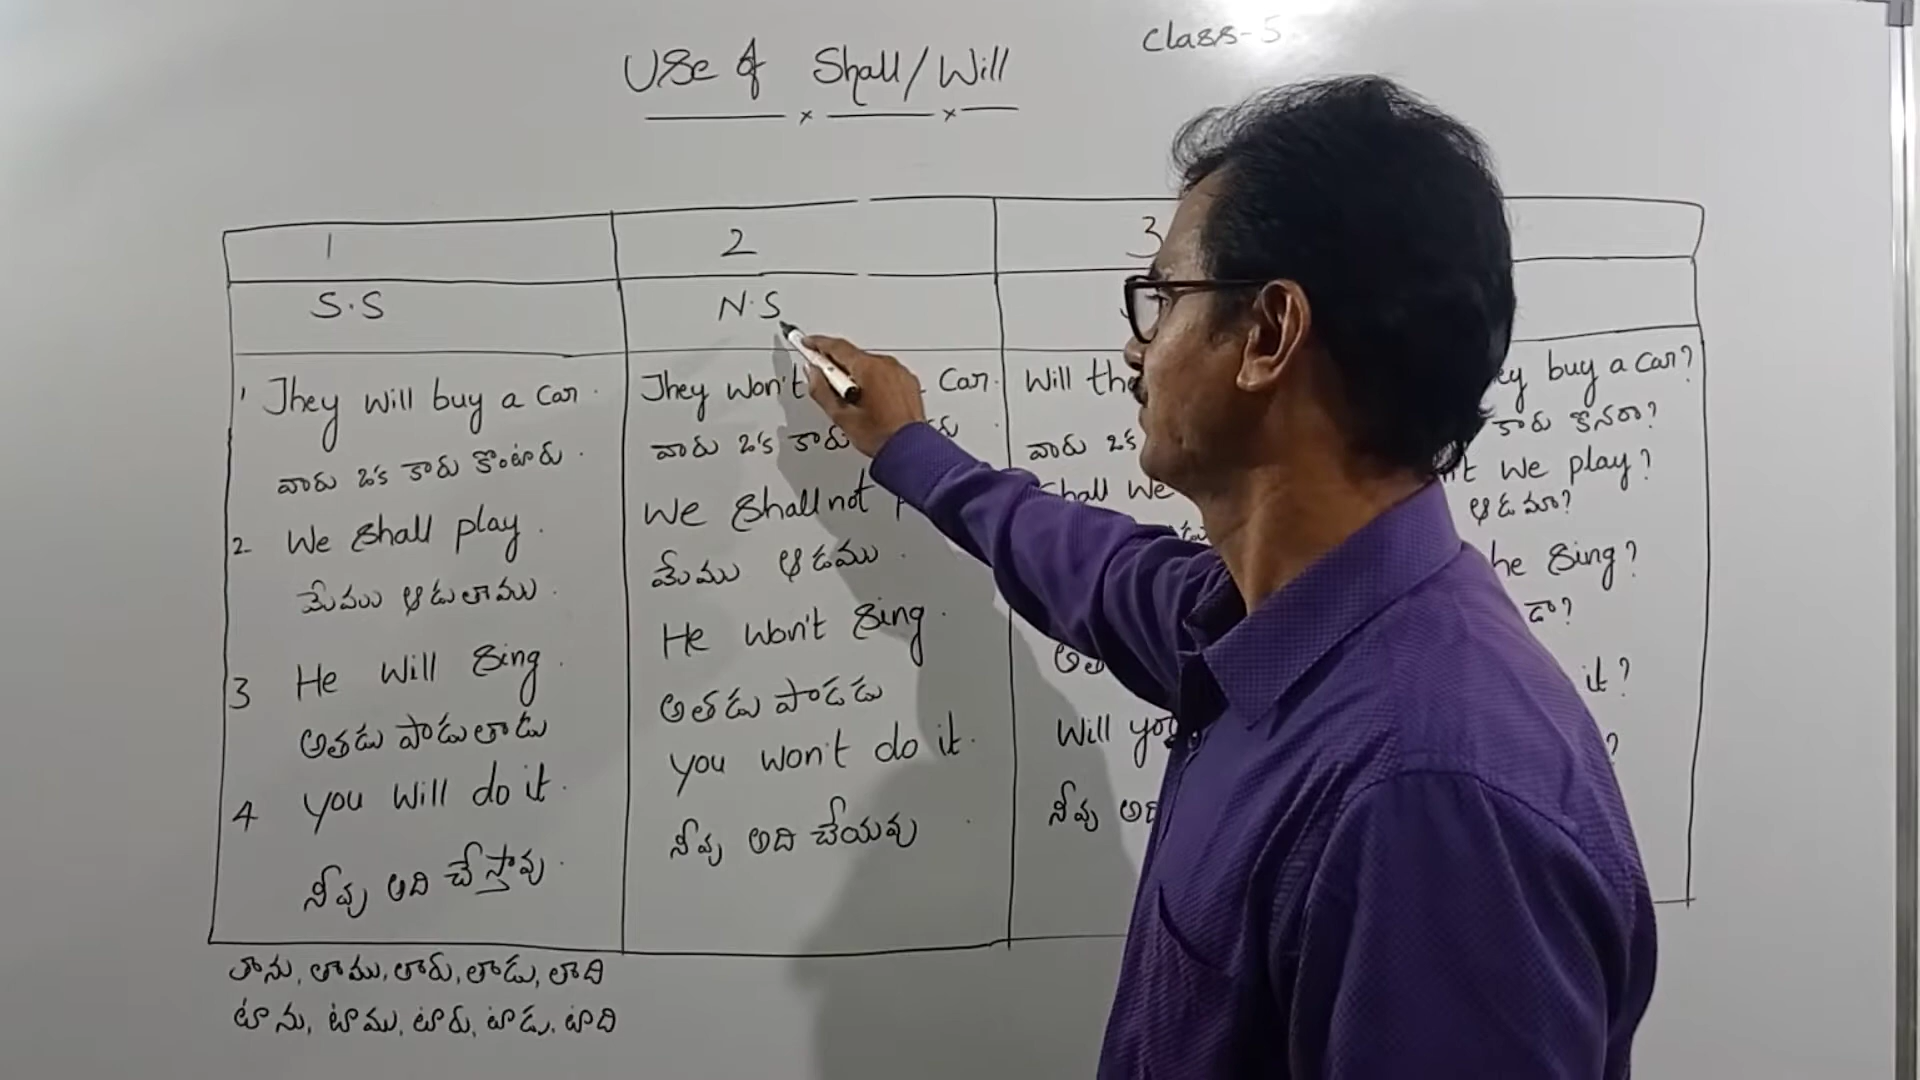 Class-5
Use of Shall/Will
1 2 3
S.S N.S
1 They will buy a car. They won't car. Will ey buy a car?
వారు ఒక కారు కొంటారు. వారు ఒక కారు వారు ఒక కారు కొనరా?
2 We shall play. We shall not Shall we We play?
మేము ఆడుతాము. మేము ఆడము. ఆడమా?
3 He will sing. He won't sing. he sing?
అతడు పాడుతాడు అతడు పాడడు డా?
4 you will do it. you won't do it. Will you it?
నీవు అది చేస్తావు. నీవు అది చేయవు. నీవు
తాను, తాము, తారు, తాడు, తాది
టాను, టాము, టారు, టాడు, టాది